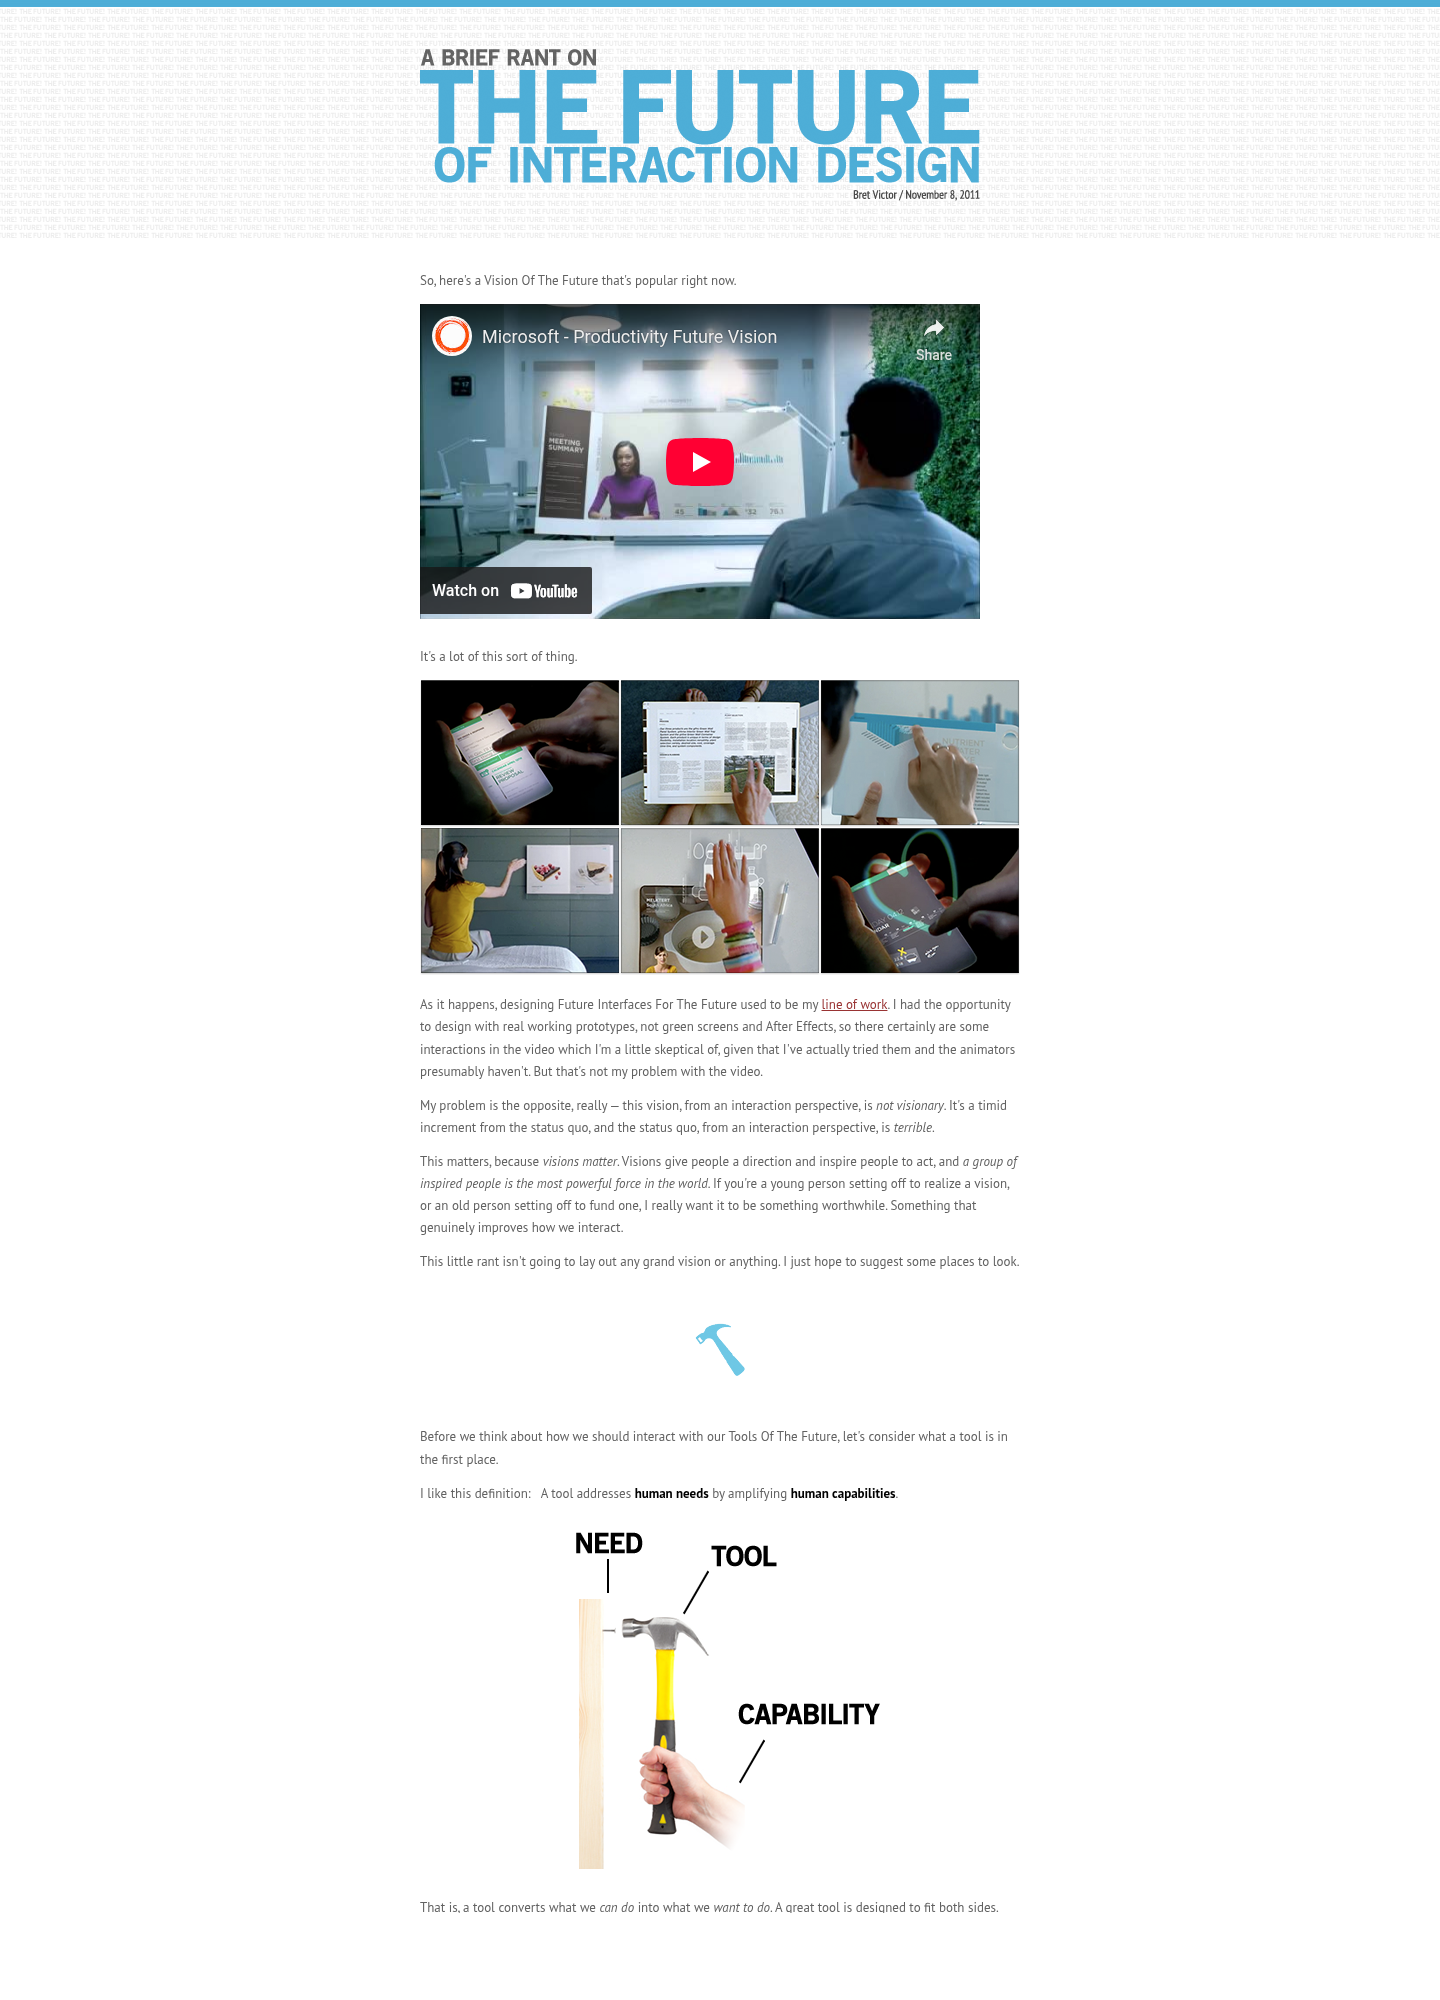 A BRIEF RANT ON
THE FUTURE
OF INTERACTION DESIGN
Bret Victor / November 8, 2011
So, here's a Vision Of The Future that's popular right now.
Microsoft - Productivity Future Vision
Share
MEETING
SUMMARY
Watch on YouTube
It's a lot of this sort of thing.
REVIEW
PROPOSAL
NUTRIENT
As it happens, designing Future Interfaces For The Future used to be my line of work. I had the opportunity
to design with real working prototypes, not green screens and After Effects, so there certainly are some
interactions in the video which I'm a little skeptical of, given that I've actually tried them and the animators
presumably haven't. But that's not my problem with the video.
My problem is the opposite, really — this vision, from an interaction perspective, is not visionary. It's a timid
increment from the status quo, and the status quo, from an interaction perspective, is terrible.
This matters, because visions matter. Visions give people a direction and inspire people to act, and a group of
inspired people is the most powerful force in the world. If you're a young person setting off to realize a vision,
or an old person setting off to fund one, I really want it to be something worthwhile. Something that
genuinely improves how we interact.
This little rant isn't going to lay out any grand vision or anything. I just hope to suggest some places to look.
Before we think about how we should interact with our Tools Of The Future, let's consider what a tool is in
the first place.
I like this definition: A tool addresses human needs by amplifying human capabilities.
NEED
TOOL
CAPABILITY
That is, a tool converts what we can do into what we want to do. A great tool is designed to fit both sides.